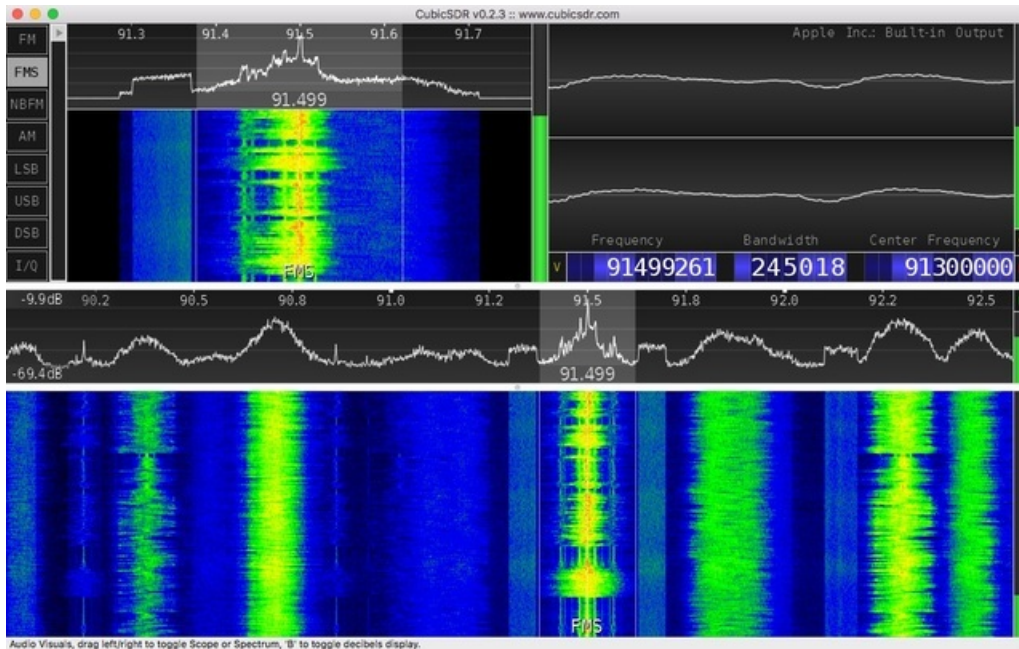 CubicSDR v0.2.3 :: www.cubicsdr.com
FM
FMS
NBFM
AM
LSB
USB
DSB
I/Q
91.3 91.4 91.5 91.6 91.7
91.499
FMS
Apple Inc.: Built-in Output
Frequency Bandwidth Center Frequency
V 91499261 245018 91300000
-9.9dB 90.2 90.5 90.8 91.0 91.2 91.5 91.8 92.0 92.2 92.5
-69.4dB 91.499
FMS
Audio Visuals, drag left/right to toggle Scope or Spectrum, 'B' to toggle decibels display.